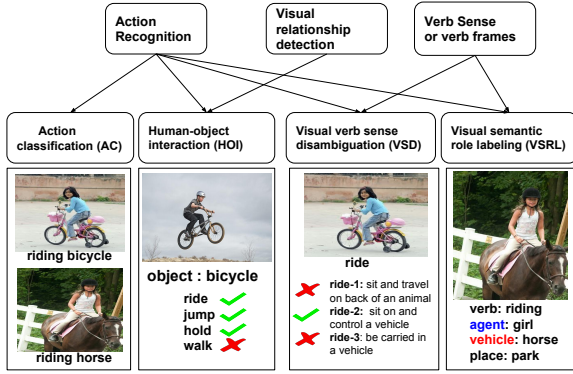 Action
Recognition
Visual
relationship
detection
Verb Sense
or verb frames
Action
classification (AC)
Human-object
interaction (HOI)
Visual verb sense
disambiguation (VSD)
Visual semantic
role labeling (VSRL)
riding bicycle
riding horse
object : bicycle
ride
jump
hold
walk
ride
ride-1: sit and travel
on back of an animal
ride-2: sit on and
control a vehicle
ride-3: be carried in
a vehicle
verb: riding
agent: girl
vehicle: horse
place: park